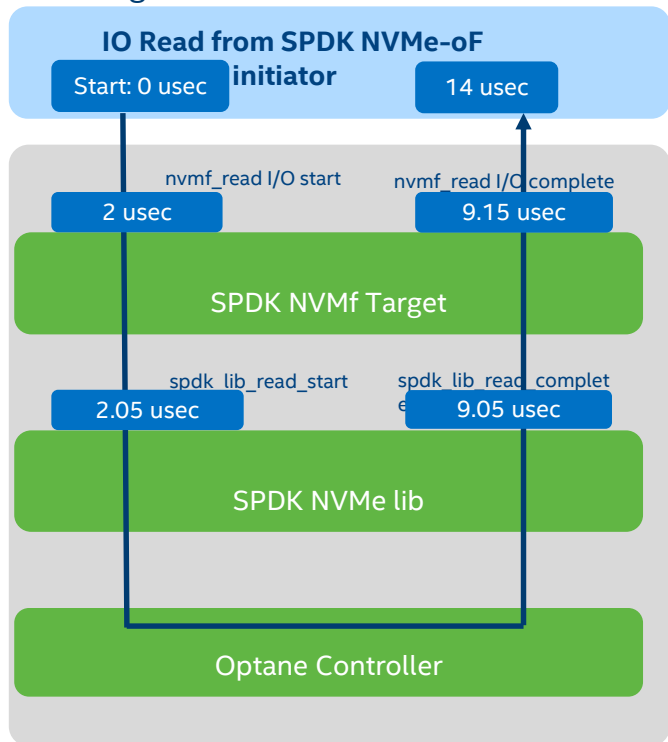 IO Read from SPDK NVMe-oF
initiator
Start: 0 usec
14 usec
nvmf_read I/O start
nvmf_read I/O complete
2 usec
9.15 usec
SPDK NVMf Target
spdk_lib_read_start
spdk_lib_read_complet
e
2.05 usec
9.05 usec
SPDK NVMe lib
Optane Controller